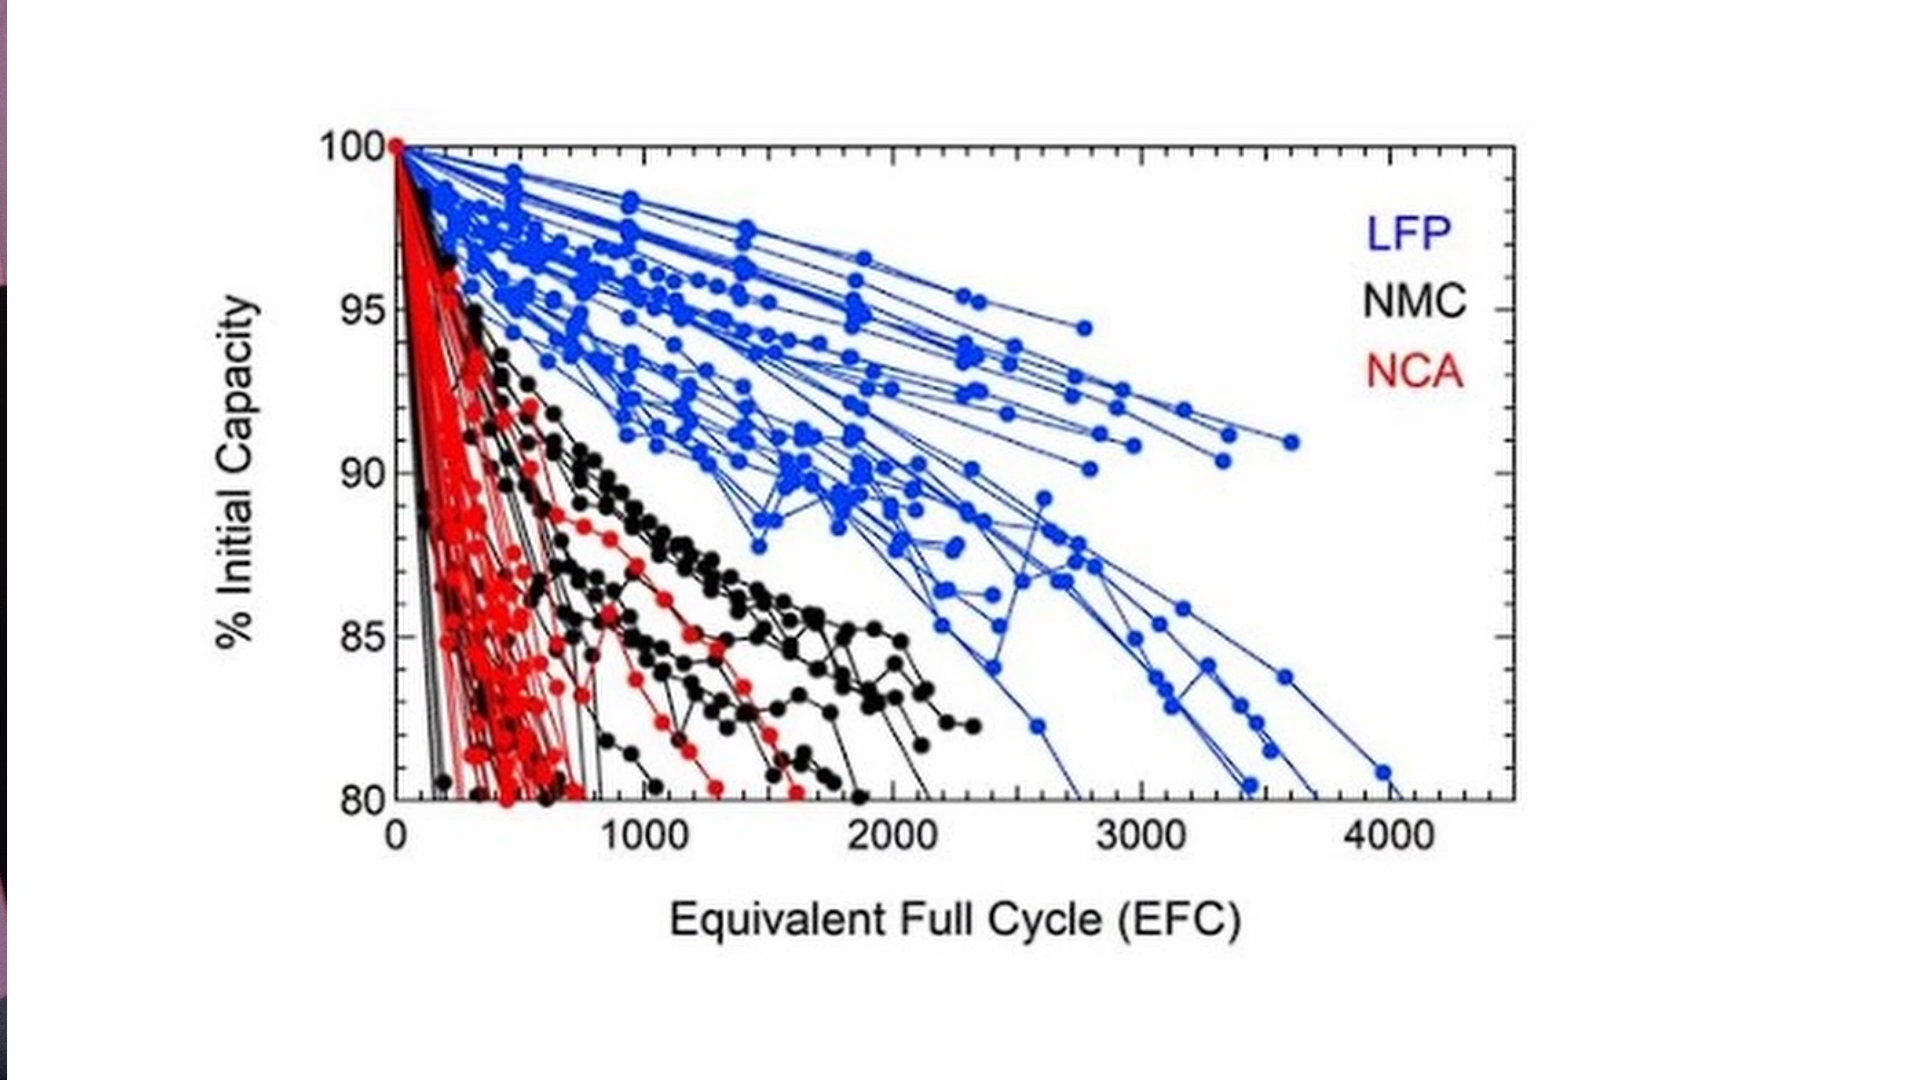 100
95
90
85
80
% Initial Capacity
LFP
NMC
NCA
0 1000 2000 3000 4000
Equivalent Full Cycle (EFC)